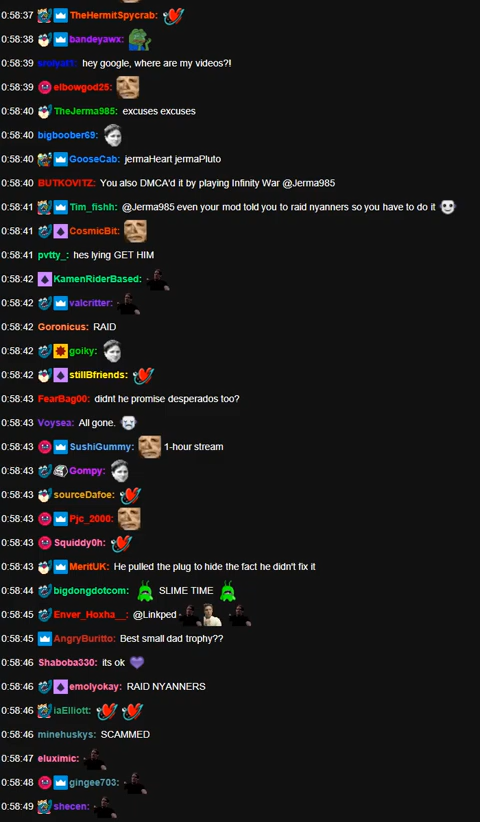 0:58:37 TheHermitSpycrab:
0:58:38 bandeyawx:
0:58:39 hey google, where are my videos?!
0:58:39 elbowgod25:
0:58:40 TheJerma985: excuses excuses
0:58:40 bigboober69:
0:58:40 GooseCab: jermaHeart jermaPluto
0:58:40 BUTKOVITZ: You also DMCA'd it by playing Infinity War @Jerma985
0:58:41 Tim_fishh: @Jerma985 even your mod told you to raid nyanners so you have to do it
0:58:41 CosmicBit:
0:58:41 pvtty_: hes lying GET HIM
0:58:42 KamenRiderBased:
0:58:42 valcritter:
0:58:42 Goronicus: RAID
0:58:42 goiky:
0:58:42 stillBfriends:
0:58:43 FearBag00: didnt he promise desperados too?
0:58:43 Voysea: All gone.
0:58:43 SushiGummy: 1-hour stream
0:58:43 Gompy:
0:58:43 sourceDafoe:
0:58:43 Pjc_2000:
0:58:43 Squiddy0h:
0:58:43 MeritUK: He pulled the plug to hide the fact he didn't fix it
0:58:44 bigdongdotcom: SLIME TIME
0:58:45 Enver_Hoxha__: @Linkped
0:58:45 AngryBuritto: Best small dad trophy??
0:58:46 Shaboba330: its ok
0:58:46 emolyokay: RAID NYANNERS
0:58:46 iaElliott:
0:58:46 minehuskys: SCAMMED
0:58:47 eluximic:
0:58:48 gingee703:
0:58:49 shecen: